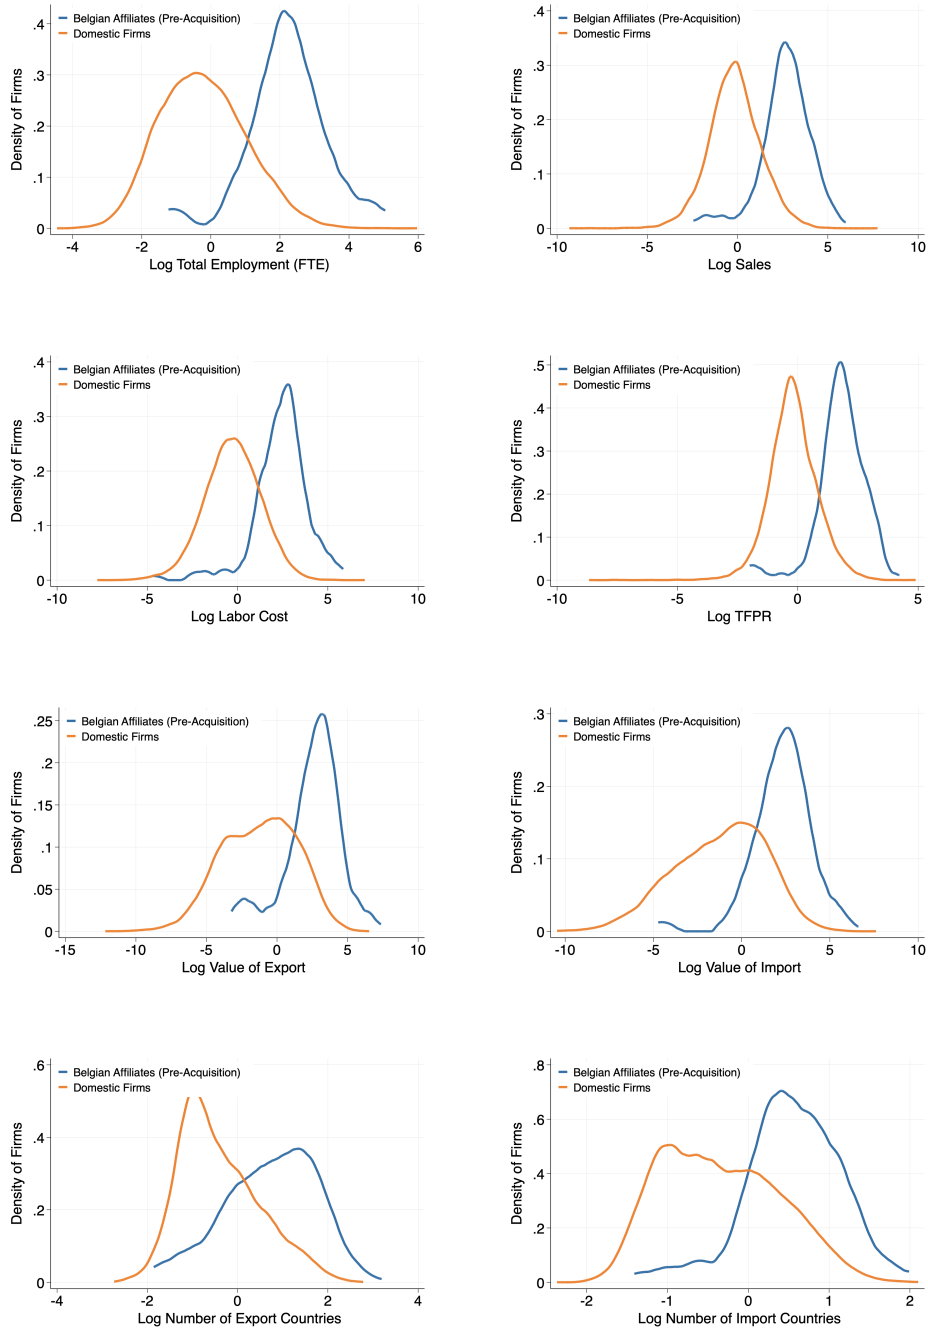 Belgian Affiliates (Pre-Acquisition)
Domestic Firms
Density of Firms
.4
.3
.2
.1
0
-4 -2 0 2 4 6
Log Total Employment (FTE)
Belgian Affiliates (Pre-Acquisition)
Domestic Firms
Density of Firms
.4
.3
.2
.1
0
-10 -5 0 5 10
Log Sales
Belgian Affiliates (Pre-Acquisition)
Domestic Firms
Density of Firms
.4
.3
.2
.1
0
-10 -5 0 5 10
Log Labor Cost
Belgian Affiliates (Pre-Acquisition)
Domestic Firms
Density of Firms
.5
.4
.3
.2
.1
0
-10 -5 0 5
Log TFPR
Belgian Affiliates (Pre-Acquisition)
Domestic Firms
Density of Firms
.25
.2
.15
.1
.05
0
-15 -10 -5 0 5 10
Log Value of Export
Belgian Affiliates (Pre-Acquisition)
Domestic Firms
Density of Firms
.3
.2
.1
0
-10 -5 0 5 10
Log Value of Import
Belgian Affiliates (Pre-Acquisition)
Domestic Firms
Density of Firms
.6
.4
.2
0
-4 -2 0 2 4
Log Number of Export Countries
Belgian Affiliates (Pre-Acquisition)
Domestic Firms
Density of Firms
.8
.6
.4
.2
0
-2 -1 0 1 2
Log Number of Import Countries